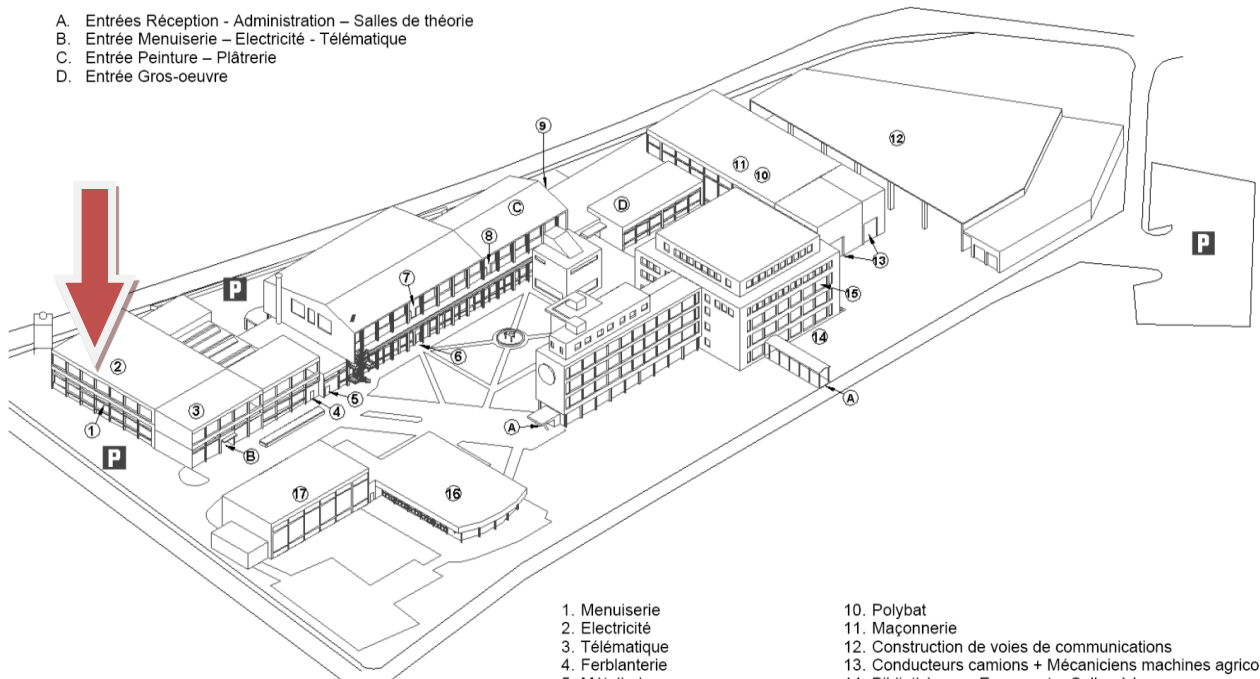 A. Entrées Réception - Administration – Salles de théorie
B. Entrée Menuiserie – Electricité - Télématique
C. Entrée Peinture – Plâtrerie
D. Entrée Gros-oeuvre
9
12
11
10
C
D
8
13
7
P
P
15
14
6
2
5
3
4
A
1
A
B
P
17
16
1. Menuiserie
2. Electricité
3. Télématique
4. Ferblanterie
10. Polybat
11. Maçonnerie
12. Construction de voies de communications
13. Conducteurs camions + Mécaniciens machines agrico